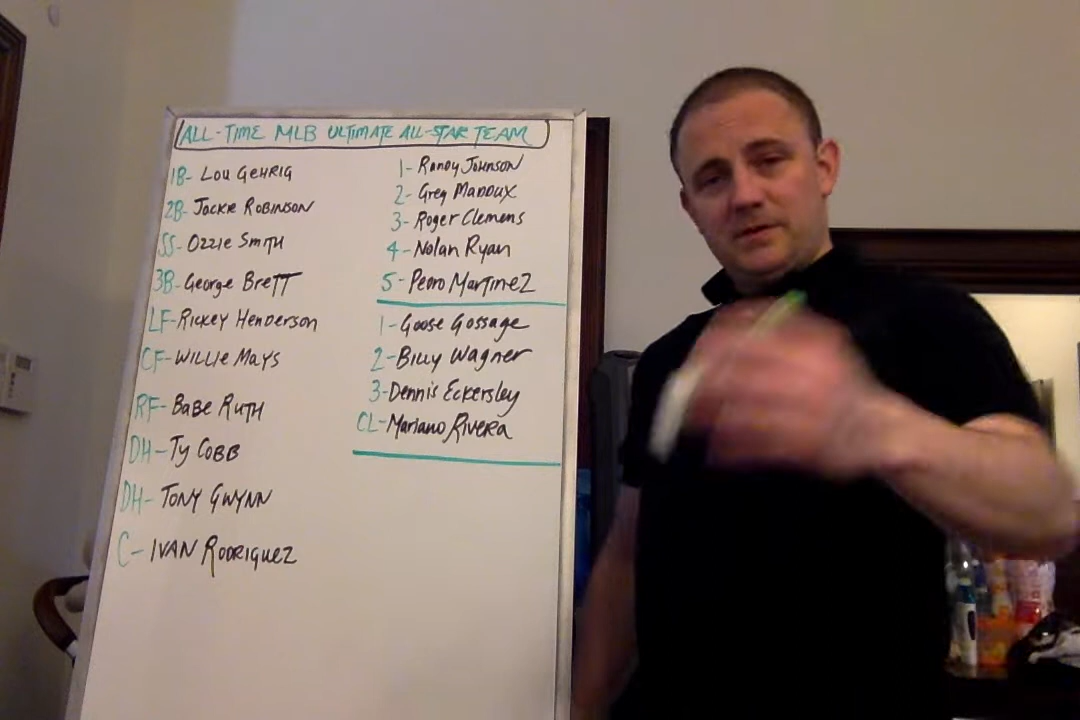 ALL-TIME MLB ULTIMATE ALL-STAR TEAM
1B- LOU GEHRIG
2B- JACKIE ROBINSON
SS- OZZIE SMITH
3B- George BreTT
LF- Rickey Henderson
CF- WILLIE MAYS
RF- BABE RUTH
DH- TY COBB
DH- TONY GWYNN
C- IVAN RODRIGUEZ
1- RANDY JOHNSON
2- Greg MADDUX
3- Roger Clemens
4- Nolan Ryan
5- PEDRO MARTINEZ
1- Goose Gossage
2- Billy Wagner
3- Dennis Eckersley
CL- Mariano Rivera